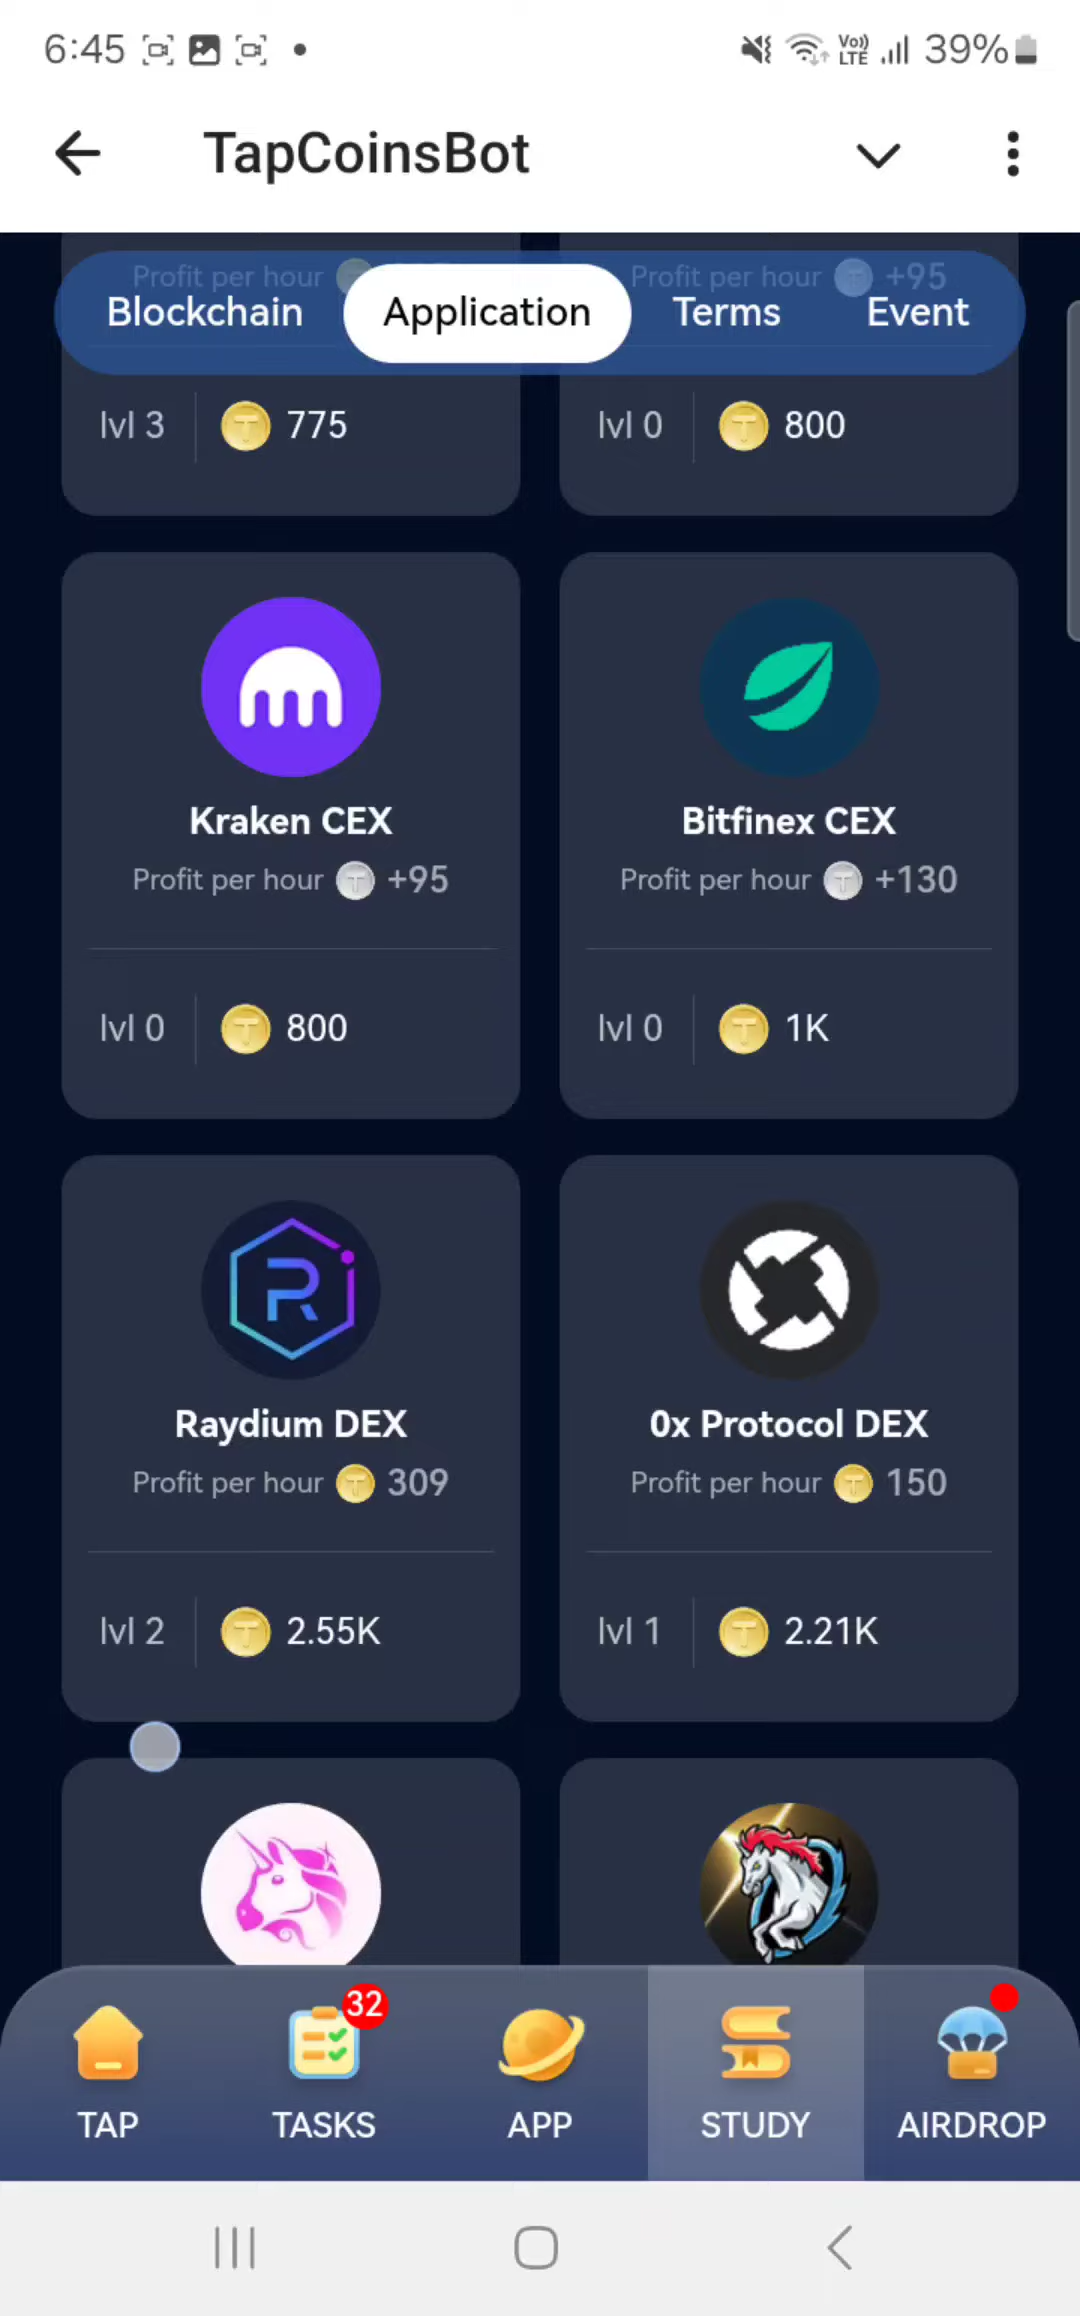 6:45 Vo)) LTE 39%
TapCoinsBot
Profit per hour Profit per hour +95
Blockchain Application Terms Event
lvl 3 775 lvl 0 800
Kraken CEX Bitfinex CEX
Profit per hour +95 Profit per hour +130
lvl 0 800 lvl 0 1K
Raydium DEX 0x Protocol DEX
Profit per hour 309 Profit per hour 150
lvl 2 2.55K lvl 1 2.21K
32
TAP TASKS APP STUDY AIRDROP